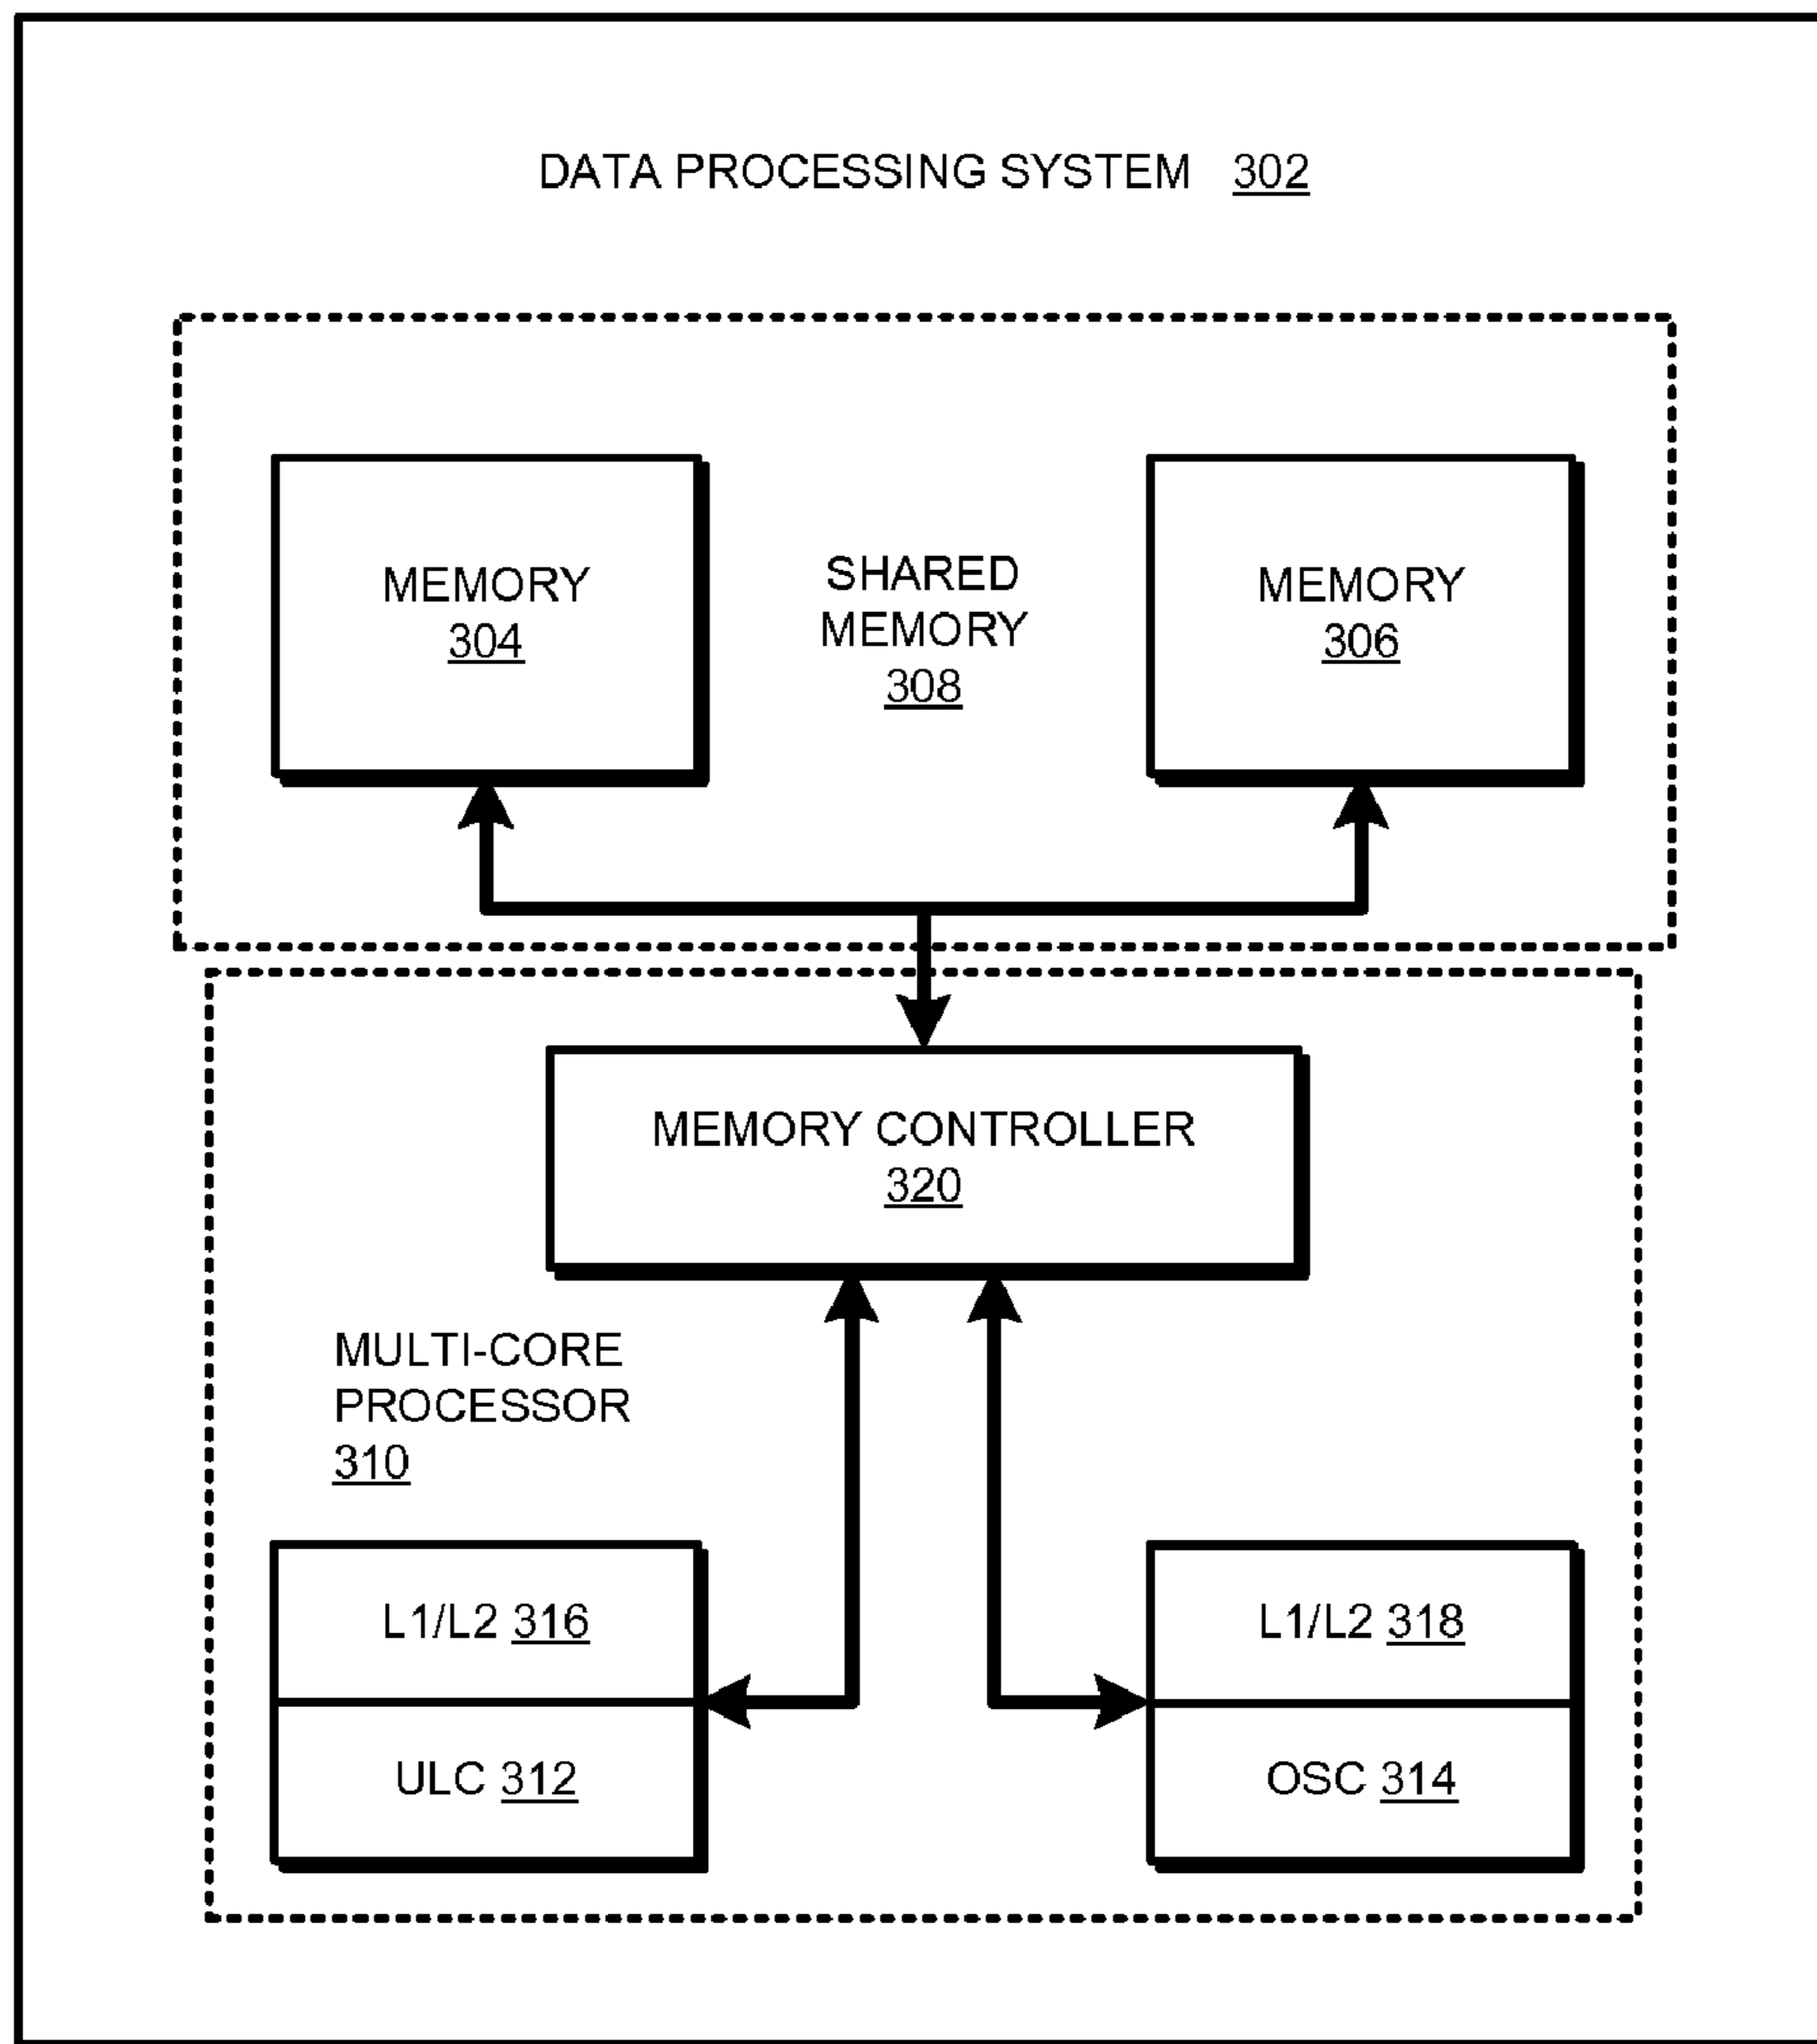 DATA PROCESSING SYSTEM 302
MEMORY
304
SHARED
MEMORY
308
MEMORY
306
MEMORY CONTROLLER
320
MULTI-CORE
PROCESSOR
310
L1/L2 316
ULC 312
L1/L2 318
OSC 314